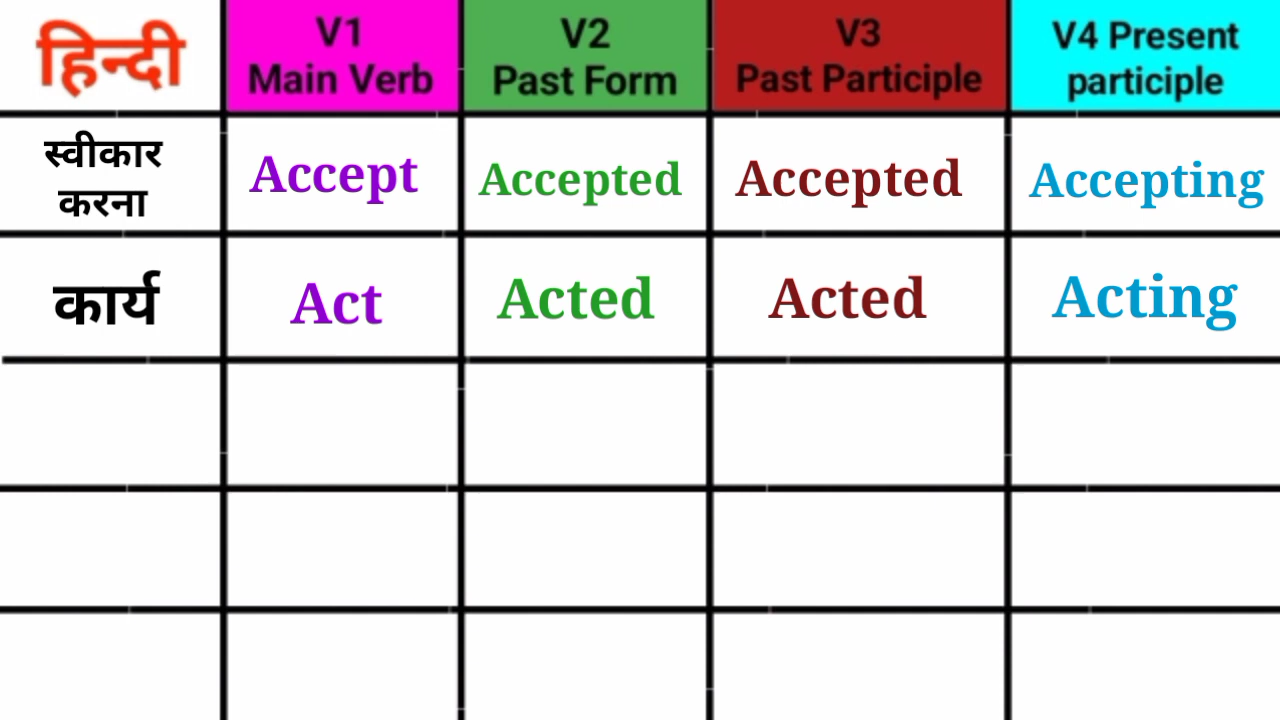 हिन्दी
V1
Main Verb
V2
Past Form
V3
Past Participle
V4 Present
participle
स्वीकार
करना
Accept
Accepted
Accepted
Accepting
कार्य
Act
Acted
Acted
Acting